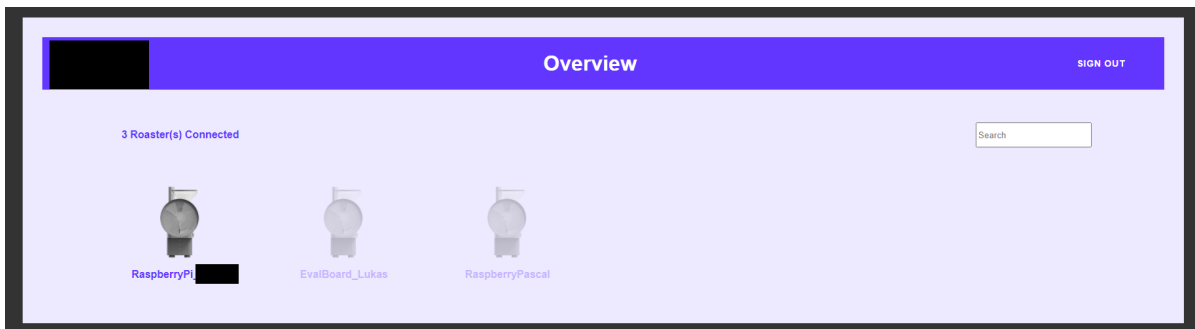 Overview
SIGN OUT
3 Roaster(s) Connected
Search
RaspberryPi_
EvalBoard_Lukas
RaspberryPascal